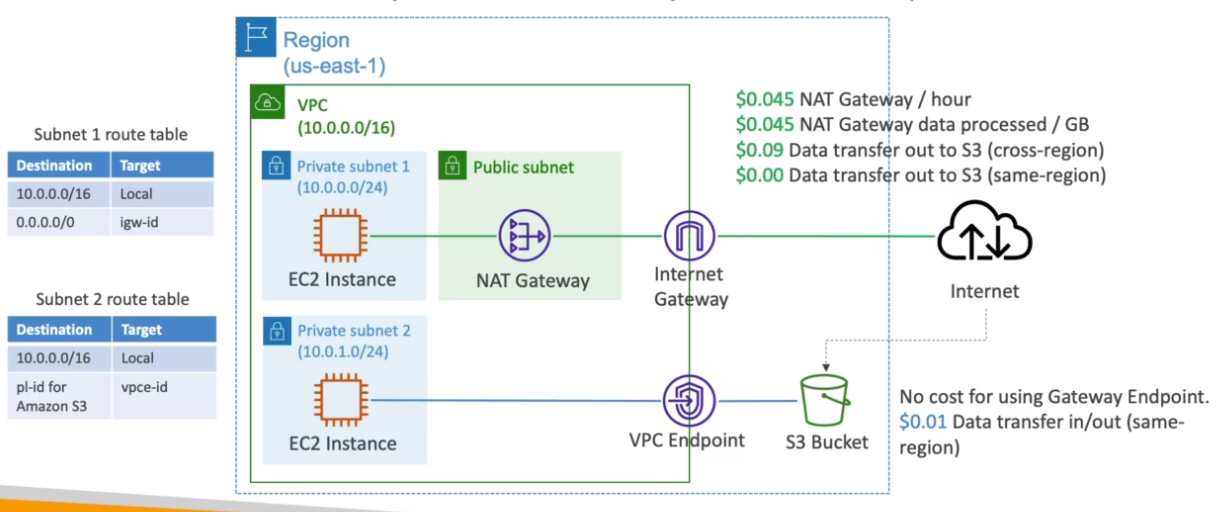 Region
(us-east-1)
VPC
(10.0.0.0/16)
Subnet 1 route table
Destination Target
10.0.0.0/16 Local
0.0.0.0/0 igw-id
Subnet 2 route table
Destination Target
10.0.0.0/16 Local
pl-id for vpce-id
Amazon S3
Private subnet 1
(10.0.0.0/24)
EC2 Instance
Public subnet
NAT Gateway
Internet
Gateway
$0.045 NAT Gateway / hour
$0.045 NAT Gateway data processed / GB
$0.09 Data transfer out to S3 (cross-region)
$0.00 Data transfer out to S3 (same-region)
Internet
Private subnet 2
(10.0.1.0/24)
EC2 Instance
VPC Endpoint
S3 Bucket
No cost for using Gateway Endpoint.
$0.01 Data transfer in/out (same-
region)